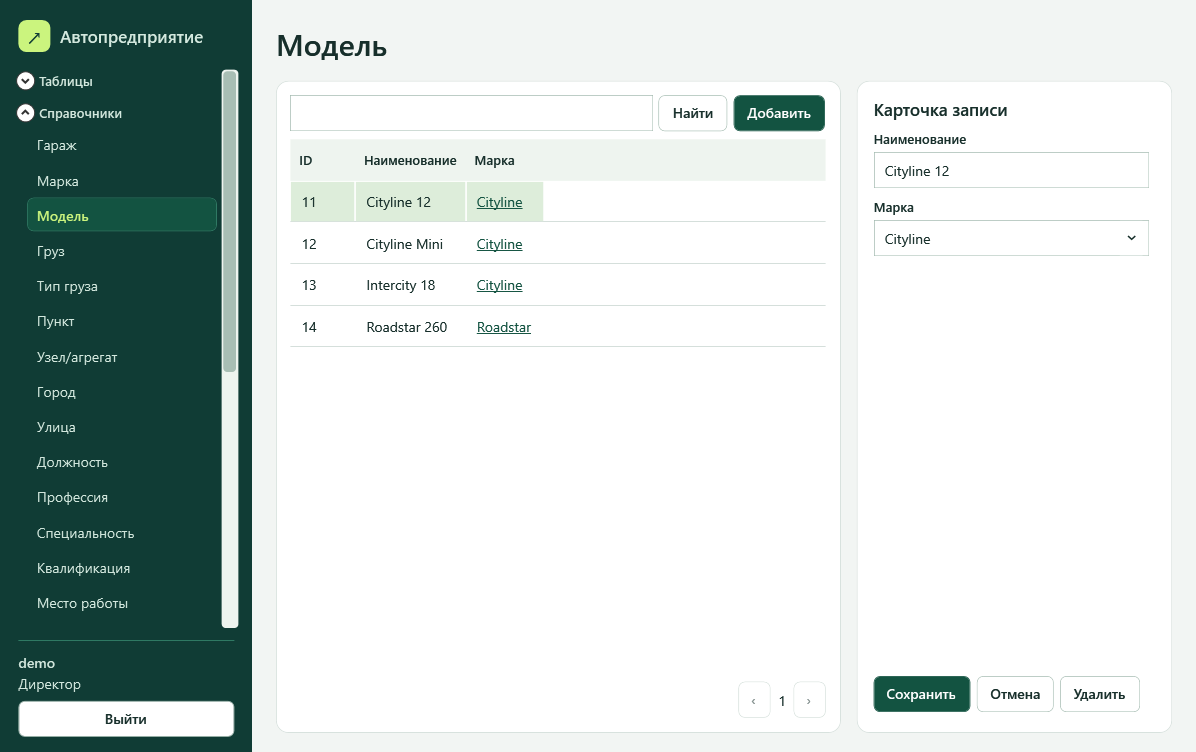 Автопредприятие
Таблицы
Справочники
Гараж
Марка
Модель
Груз
Тип груза
Пункт
Узел/агрегат
Город
Улица
Должность
Профессия
Специальность
Квалификация
Место работы
demo
Директор
Выйти
Модель
Найти
Добавить
ID Наименование Марка
11 Cityline 12 Cityline
12 Cityline Mini Cityline
13 Intercity 18 Cityline
14 Roadstar 260 Roadstar
‹ 1 ›
Карточка записи
Наименование
Cityline 12
Марка
Cityline
Сохранить
Отмена
Удалить